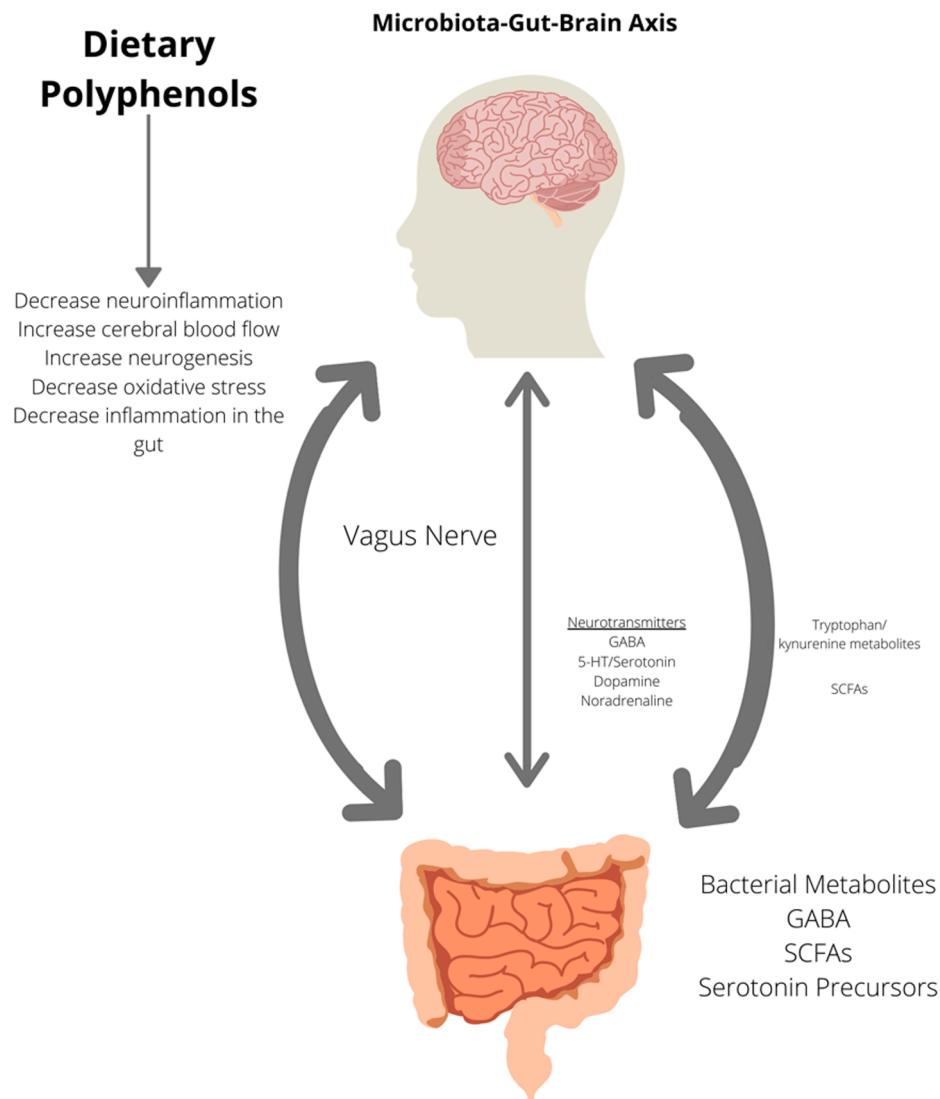 Microbiota-Gut-Brain Axis
Dietary
Polyphenols
Decrease neuroinflammation
Increase cerebral blood flow
Increase neurogenesis
Decrease oxidative stress
Decrease inflammation in the
gut
Vagus Nerve
Neurotransmitters
GABA
5-HT/Serotonin
Dopamine
Noradrenaline
Tryptophan/
kynurenine metabolites
SCFAs
Bacterial Metabolites
GABA
SCFAs
Serotonin Precursors